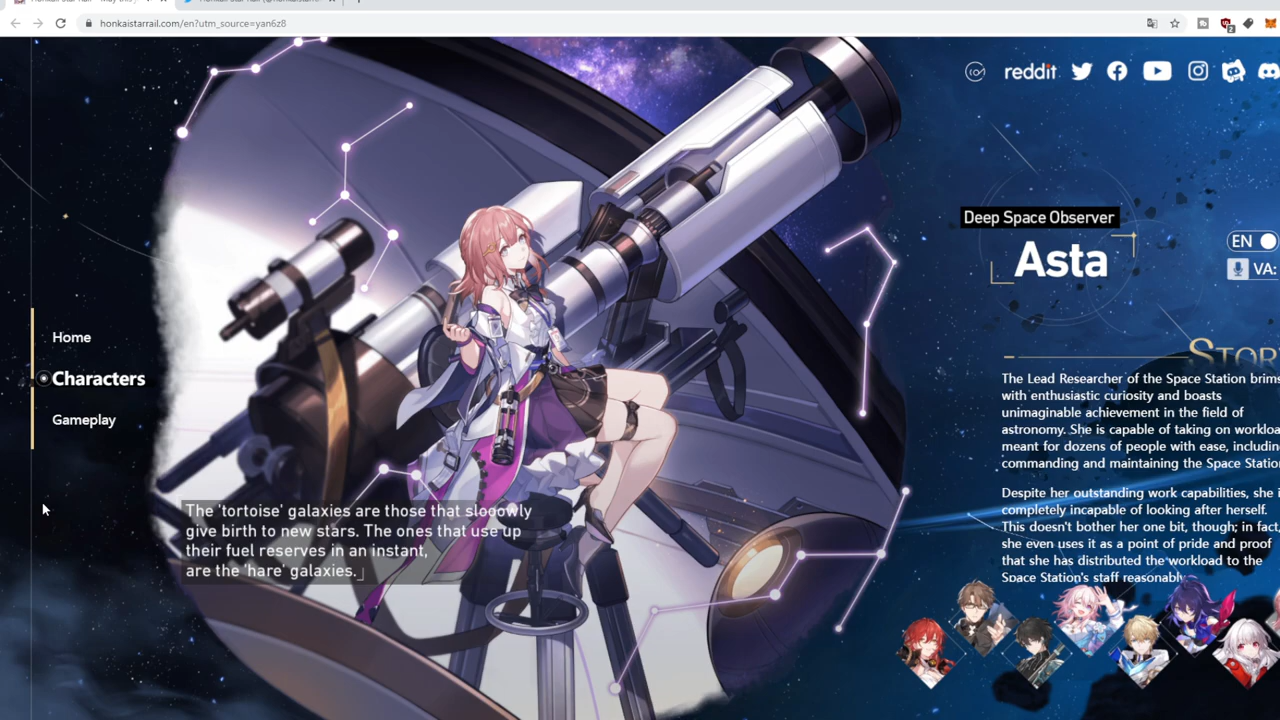 honkaistarrail.com/en?utm_source=yan6z8
reddit
Deep Space Observer
Asta
EN
VA:
Home
Characters
Gameplay
The Lead Researcher of the Space Station brims
with enthusiastic curiosity and boasts
unimaginable achievement in the field of
astronomy. She is capable of taking on
meant for dozens of people with ease,
commanding and maintaining the Space
Despite her outstanding work capabilities, she
completely incapable of looking after herself.
This doesn't bother her one bit, though; in fact,
she even uses it as a point of pride and proof
that she has distributed the workload to the
Space Station's staff reasonably.
The 'tortoise' galaxies are those that slooowly
give birth to new stars. The ones that use up
their fuel reserves in an instant,
are the 'hare' galaxies.」